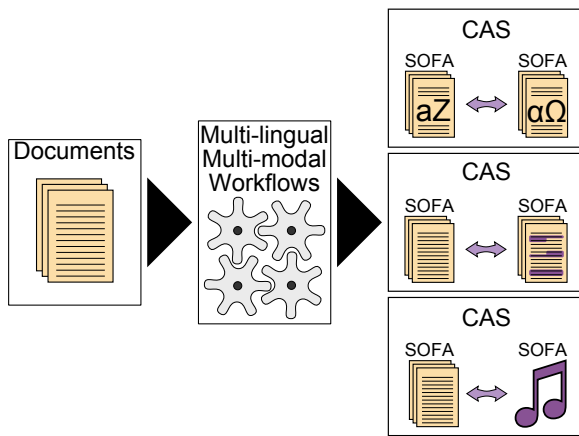 Documents
Multi-lingual
Multi-modal
Workflows
CAS
SOFA SOFA
aZ αΩ
CAS
SOFA SOFA
CAS
SOFA SOFA